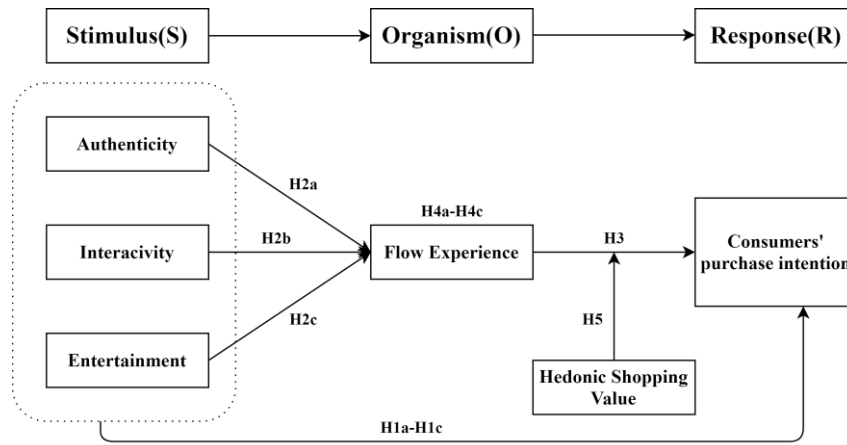 Stimulus(S)
Organism(O)
Response(R)
Authenticity
H2a
H4a-H4c
Interacivity
H2b
Flow Experience
H3
Consumers'
purchase intention
H2c
H5
Entertainment
Hedonic Shopping
Value
H1a-H1c